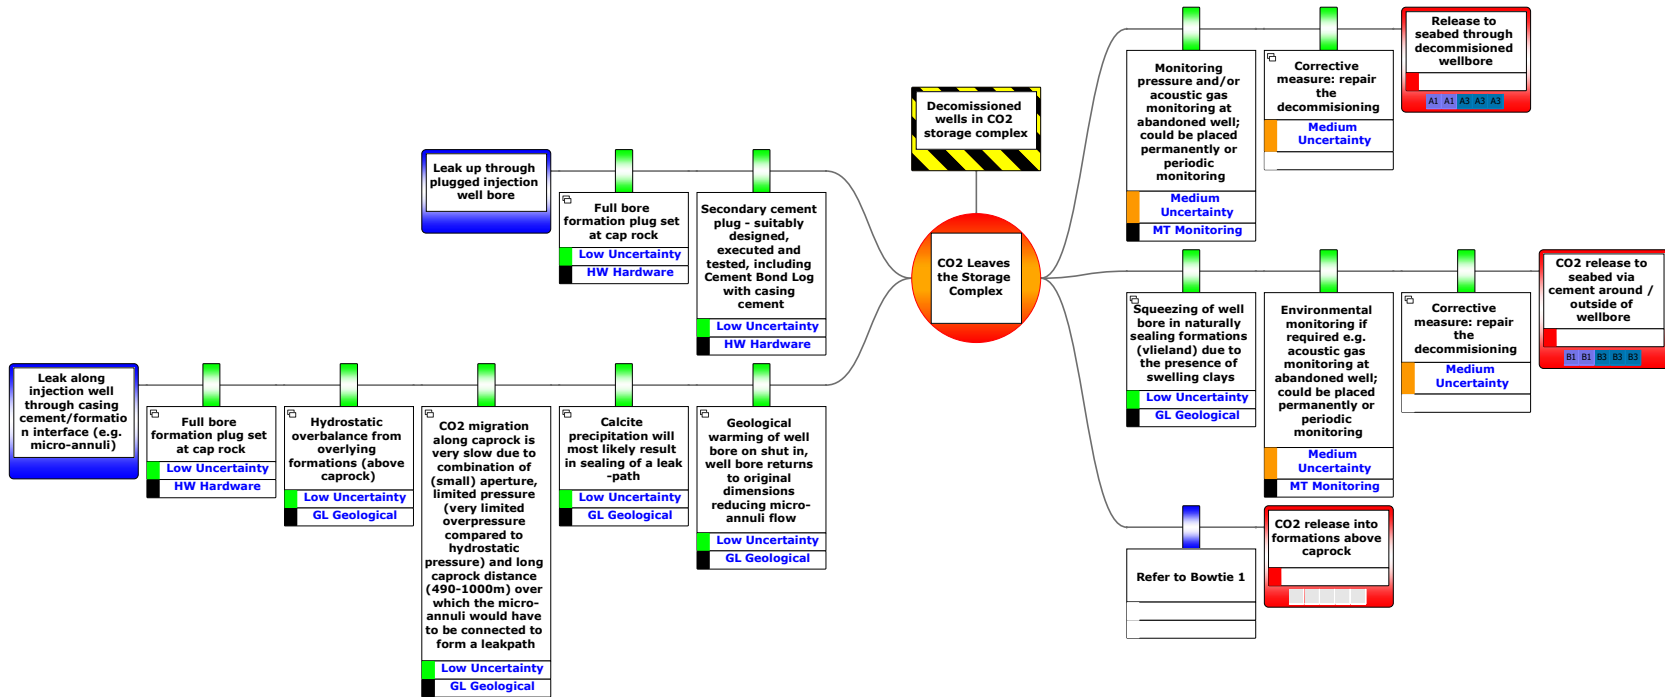 Decomissioned
wells in CO2
storage complex
CO2 Leaves
the Storage
Complex
Leak up through
plugged injection
well bore
Full bore
formation plug set
at cap rock
Low Uncertainty
HW Hardware
Secondary cement
plug - suitably
designed,
executed and
tested, including
Cement Bond Log
with casing
cement
Low Uncertainty
HW Hardware
Leak along
injection well
through casing
cement/formatio
n interface (e.g.
micro-annuli)
Full bore
formation plug set
at cap rock
Low Uncertainty
HW Hardware
Hydrostatic
overbalance from
overlying
formations (above
caprock)
Low Uncertainty
GL Geological
CO2 migration
along caprock is
very slow due to
combination of
(small) aperture,
limited pressure
(very limited
overpressure
compared to
hydrostatic
pressure) and long
caprock distance
(490-1000m) over
which the micro-
annuli would have
to be connected to
form a leakpath
Low Uncertainty
GL Geological
Calcite
precipitation will
most likely result
in sealing of a leak
-path
Low Uncertainty
GL Geological
Geological
warming of well
bore on shut in,
well bore returns
to original
dimensions
reducing micro-
annuli flow
Low Uncertainty
GL Geological
Monitoring
pressure and/or
acoustic gas
monitoring at
abandoned well;
could be placed
permanently or
periodic
monitoring
Medium
Uncertainty
MT Monitoring
Corrective
measure: repair
the
decommisioning
Medium
Uncertainty
Release to
seabed through
decommisioned
wellbore
A1 A1 A3 A3 A3
Squeezing of well
bore in naturally
sealing formations
(vlieland) due to
the presence of
swelling clays
Low Uncertainty
GL Geological
Environmental
monitoring if
required e.g.
acoustic gas
monitoring at
abandoned well;
could be placed
permanently or
periodic
monitoring
Medium
Uncertainty
MT Monitoring
Corrective
measure: repair
the
decommisioning
Medium
Uncertainty
CO2 release to
seabed via
cement around /
outside of
wellbore
B1 B1 B3 B3 B3
Refer to Bowtie 1
CO2 release into
formations above
caprock